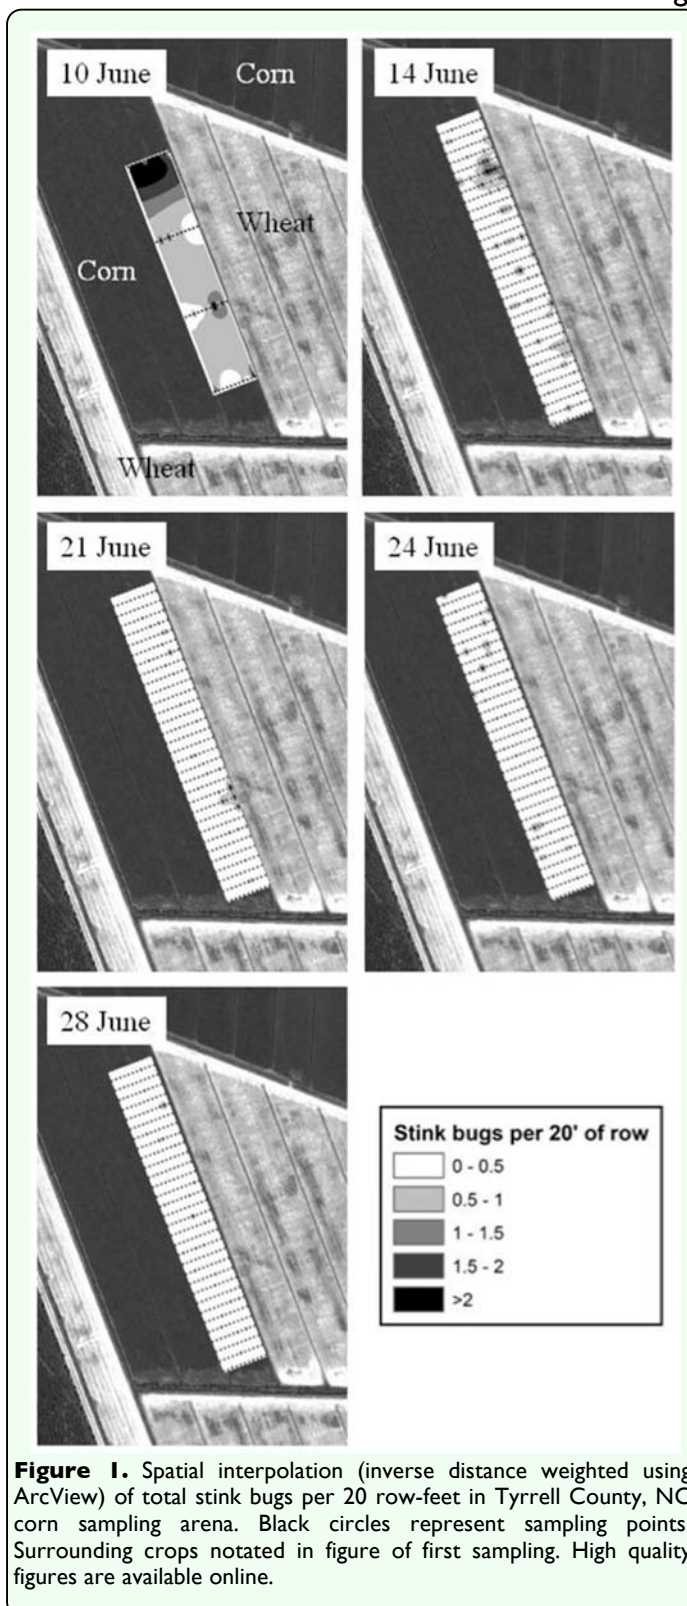 10 June
Corn
14 June
Wheat
Corn
Wheat
21 June
24 June
28 June
Stink bugs per 20' of row
0 - 0.5
0.5 - 1
1 - 1.5
1.5 - 2
>2
Figure 1. Spatial interpolation (inverse distance weighted using
ArcView) of total stink bugs per 20 row-feet in Tyrrell County, NC
corn sampling arena. Black circles represent sampling points
Surrounding crops notated in figure of first sampling. High quality
figures are available online.